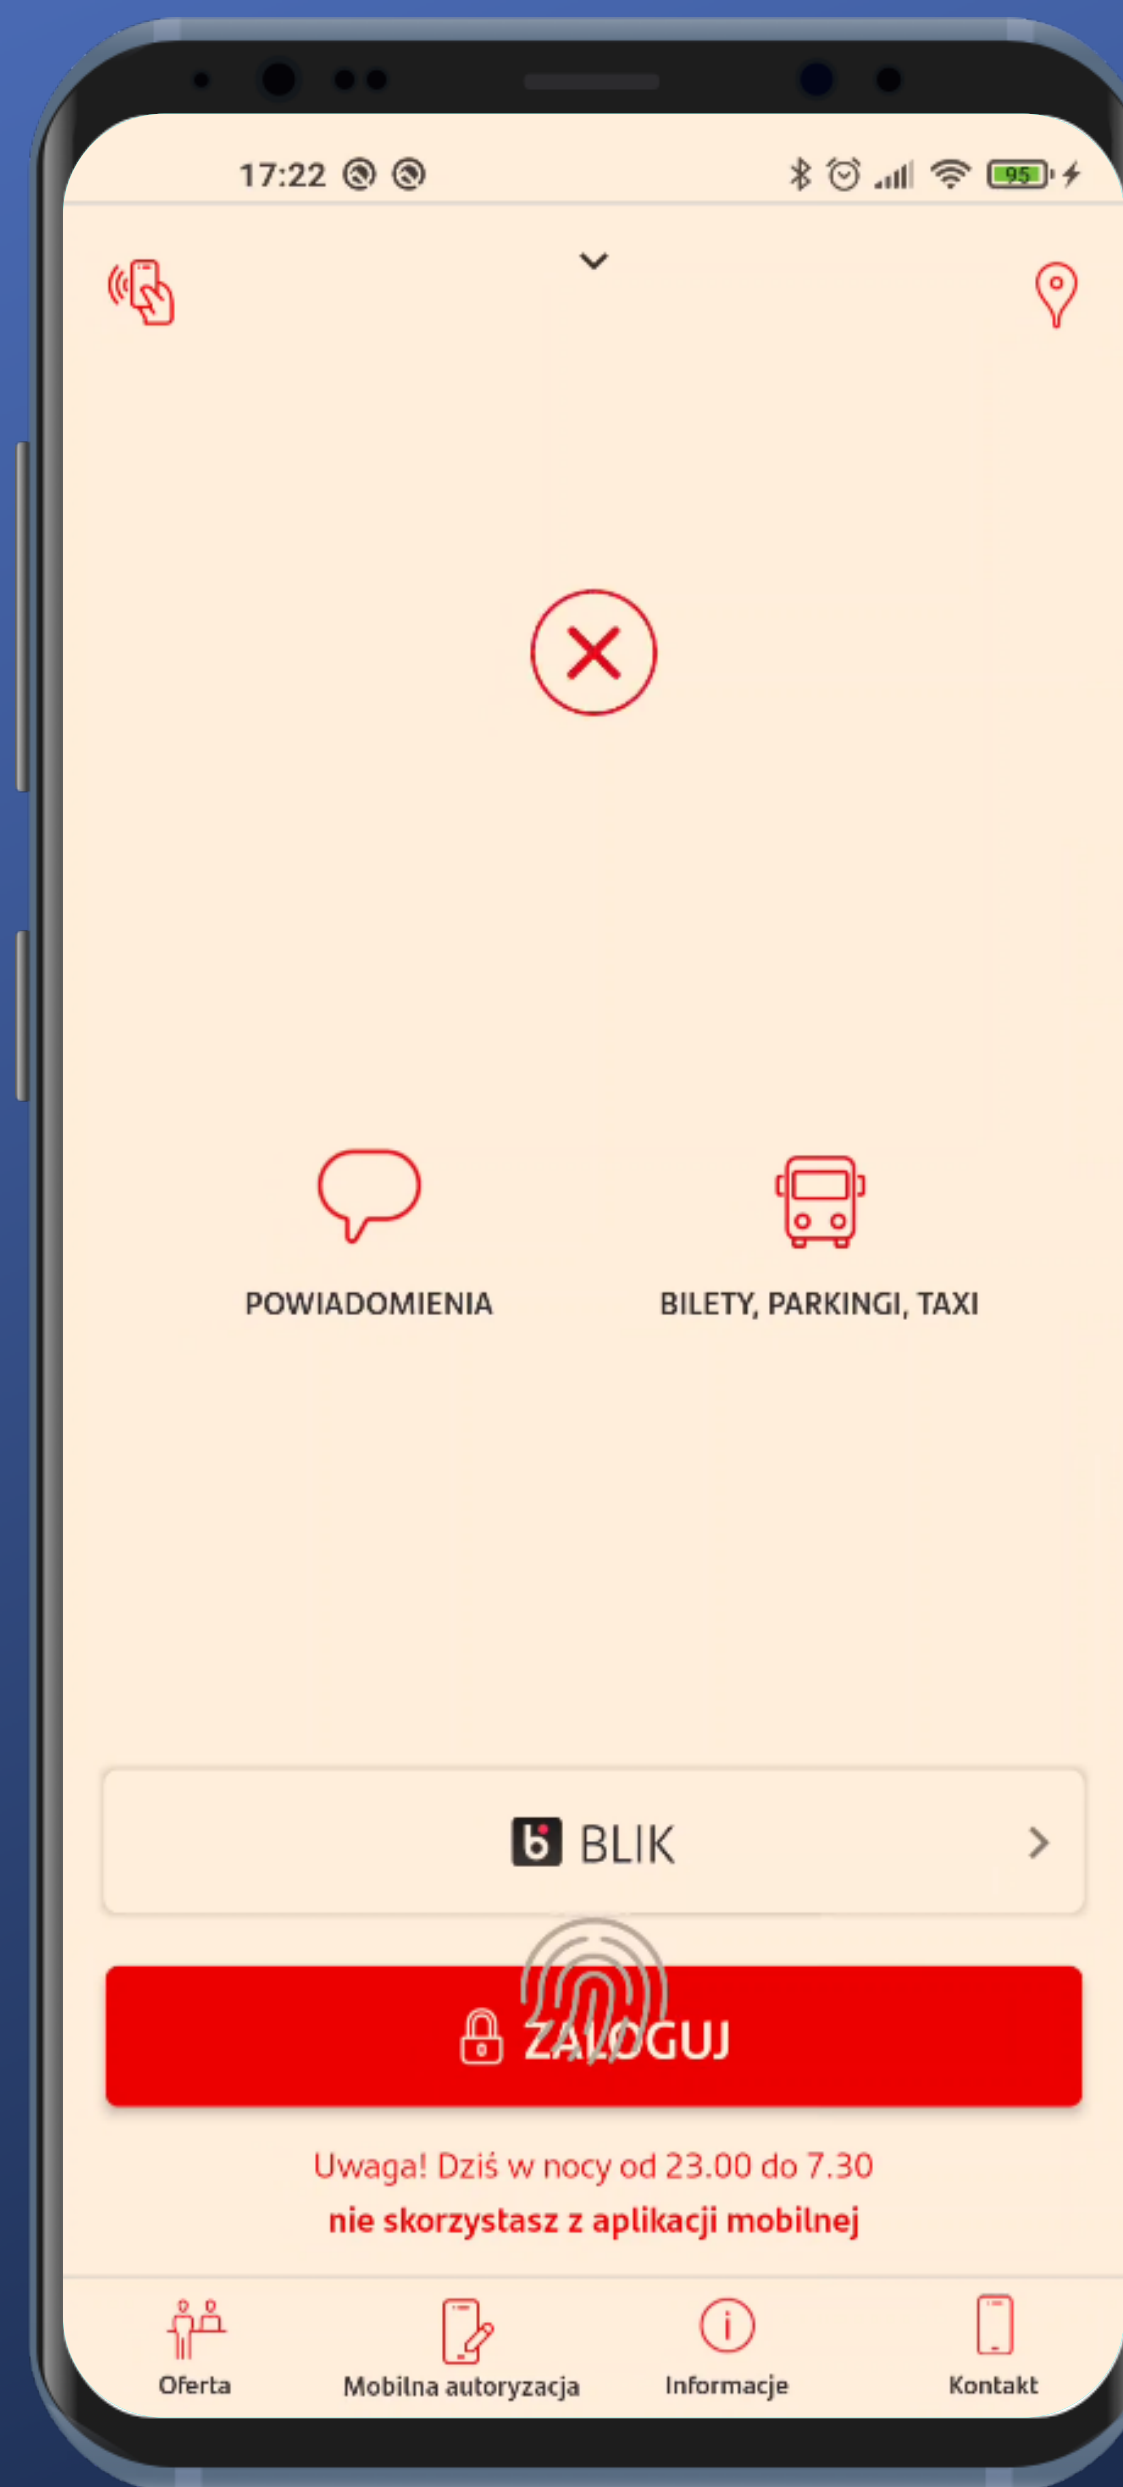 17:22
95
POWIADOMIENIA
BILETY, PARKINGI, TAXI
b BLIK
ZALOGUJ
Uwaga! Dziś w nocy od 23.00 do 7.30
nie skorzystasz z aplikacji mobilnej
Oferta
Mobilna autoryzacja
Informacje
Kontakt